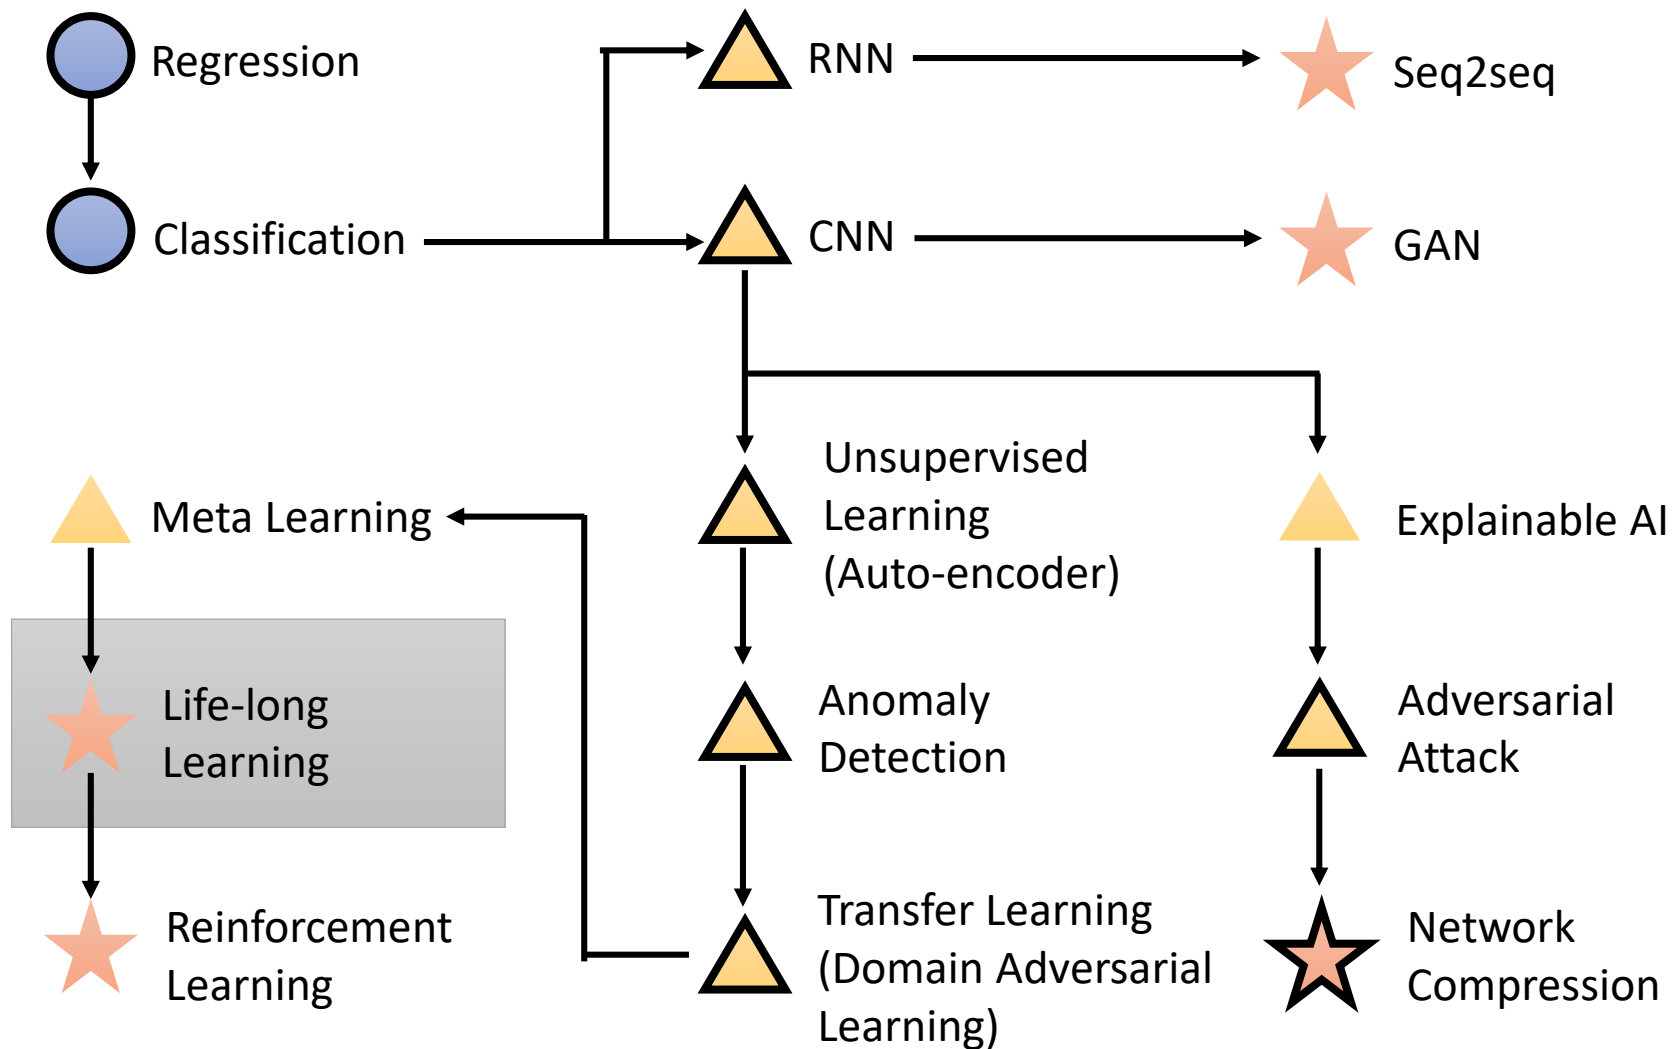 Regression
RNN
Seq2seq
Classification
CNN
GAN
Unsupervised
Learning
(Auto-encoder)
Meta Learning
Explainable AI
Life-long
Learning
Anomaly
Detection
Adversarial
Attack
Reinforcement
Learning
Transfer Learning
(Domain Adversarial
Learning)
Network
Compression